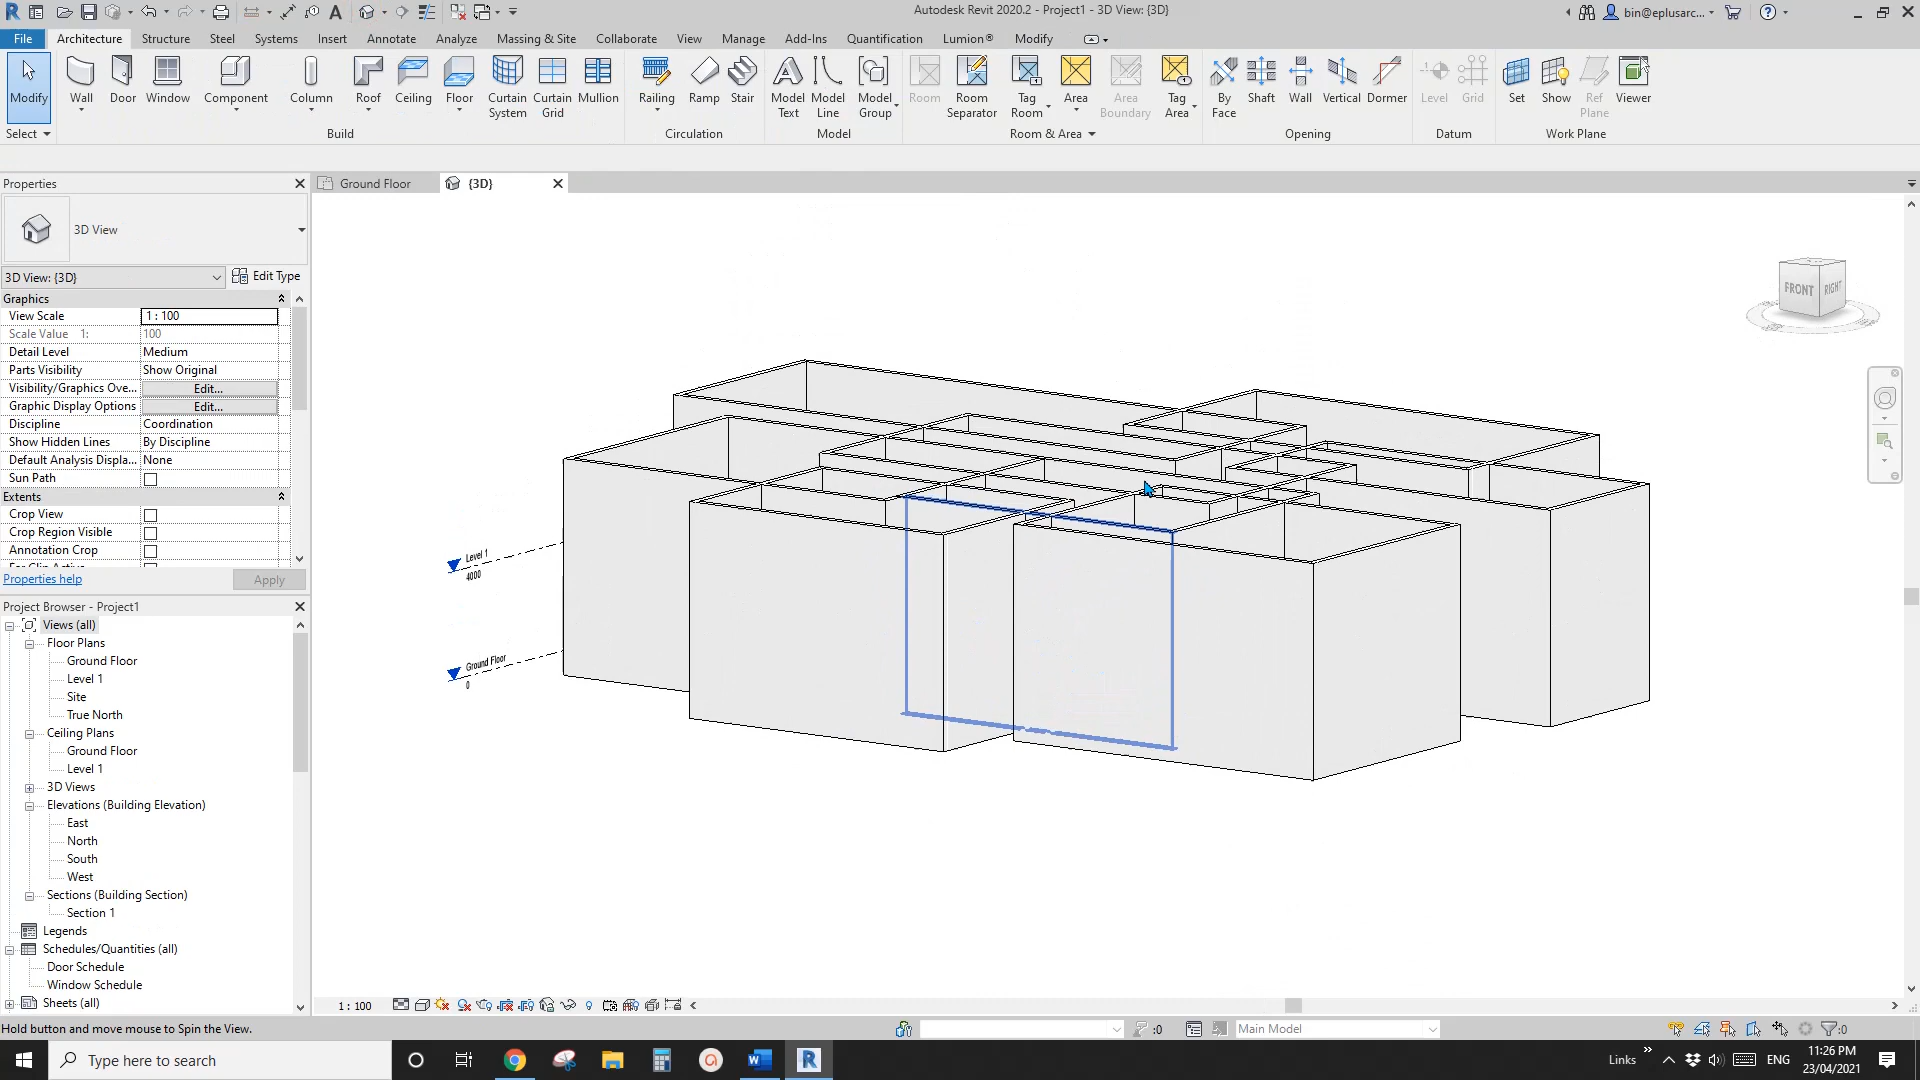 Autodesk Revit 2020.2 - Project1 - 3D View: {3D}
bin@eplusarc...
File Architecture Structure Steel Systems Insert Annotate Analyze Massing & Site Collaborate View Manage Add-Ins Quantification Lumion® Modify
Modify Wall Door Window Component Column Roof Ceiling Floor Curtain System Curtain Grid Mullion Railing Ramp Stair Model Text Model Line Model Group Room Room Separator Tag Room Area Area Boundary Tag Area By Face Shaft Wall Vertical Dormer Level Grid Set Show Ref Plane Viewer
Select Build Circulation Model Room & Area Opening Datum Work Plane
Properties
Ground Floor
{3D}
3D View
3D View: {3D} Edit Type
Graphics
View Scale 1 : 100
Scale Value 1: 100
Detail Level Medium
Parts Visibility Show Original
Visibility/Graphics Ove... Edit...
Graphic Display Options Edit...
Discipline Coordination
Show Hidden Lines By Discipline
Default Analysis Displa... None
Sun Path
Extents
Crop View
Crop Region Visible
Annotation Crop
Properties help Apply
FRONT
RIGHT
Level 1
4000
Ground Floor
0
Project Browser - Project1
Views (all)
Floor Plans
Ground Floor
Level 1
Site
True North
Ceiling Plans
Ground Floor
Level 1
3D Views
Elevations (Building Elevation)
East
North
South
West
Sections (Building Section)
Section 1
Legends
Schedules/Quantities (all)
Door Schedule
Window Schedule
Sheets (all)
1 : 100
Hold button and move mouse to Spin the View.
:0
Main Model
:0
Type here to search
Links
ENG
11:26 PM
23/04/2021